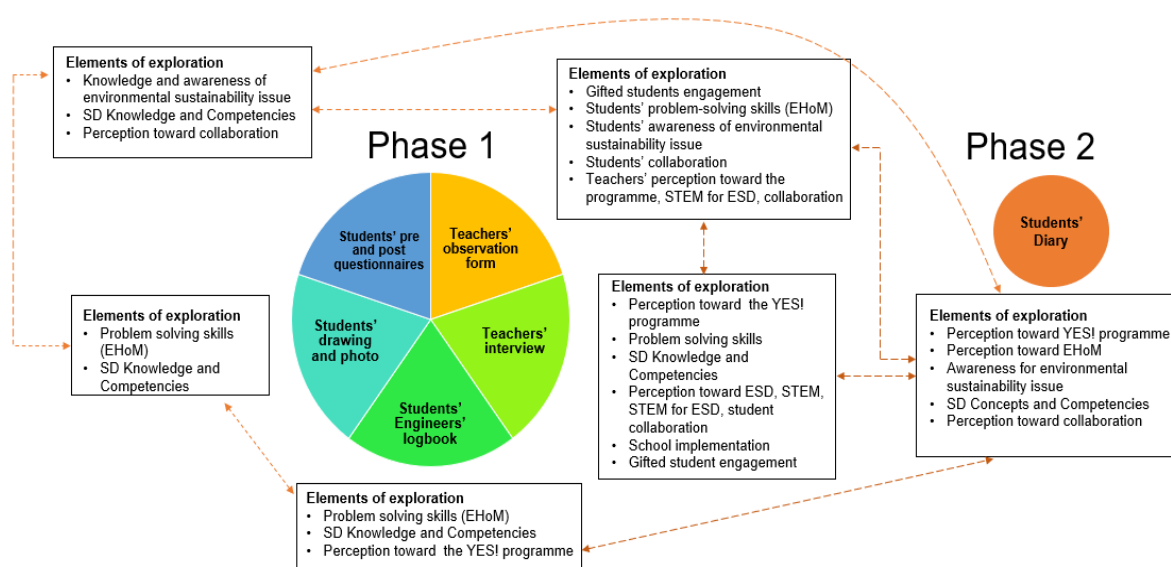 Elements of exploration
• Knowledge and awareness of
environmental sustainability issue
• SD Knowledge and Competencies
• Perception toward collaboration
Elements of exploration
• Gifted students engagement
• Students' problem-solving skills (EHoM)
• Students' awareness of environmental
sustainability issue
• Students' collaboration
• Teachers' perception toward the
programme, STEM for ESD, collaboration
Phase 1
Phase 2
Students' pre
and post
questionnaires
Teachers'
observation
form
Students'
drawing
and photo
Teachers'
interview
Students'
Engineers'
logbook
Students'
Diary
Elements of exploration
• Problem solving skills
(EHoM)
• SD Knowledge and
Competencies
Elements of exploration
• Perception toward the YES!
programme
• Problem solving skills
• SD Knowledge and
Competencies
• Perception toward ESD, STEM,
STEM for ESD, student
collaboration
• School implementation
• Gifted student engagement
Elements of exploration
• Perception toward YES! programme
• Perception toward EHoM
• Awareness for environmental
sustainability issue
• SD Concepts and Competencies
• Perception toward collaboration
Elements of exploration
• Problem solving skills (EHoM)
• SD Knowledge and Competencies
• Perception toward the YES! programme